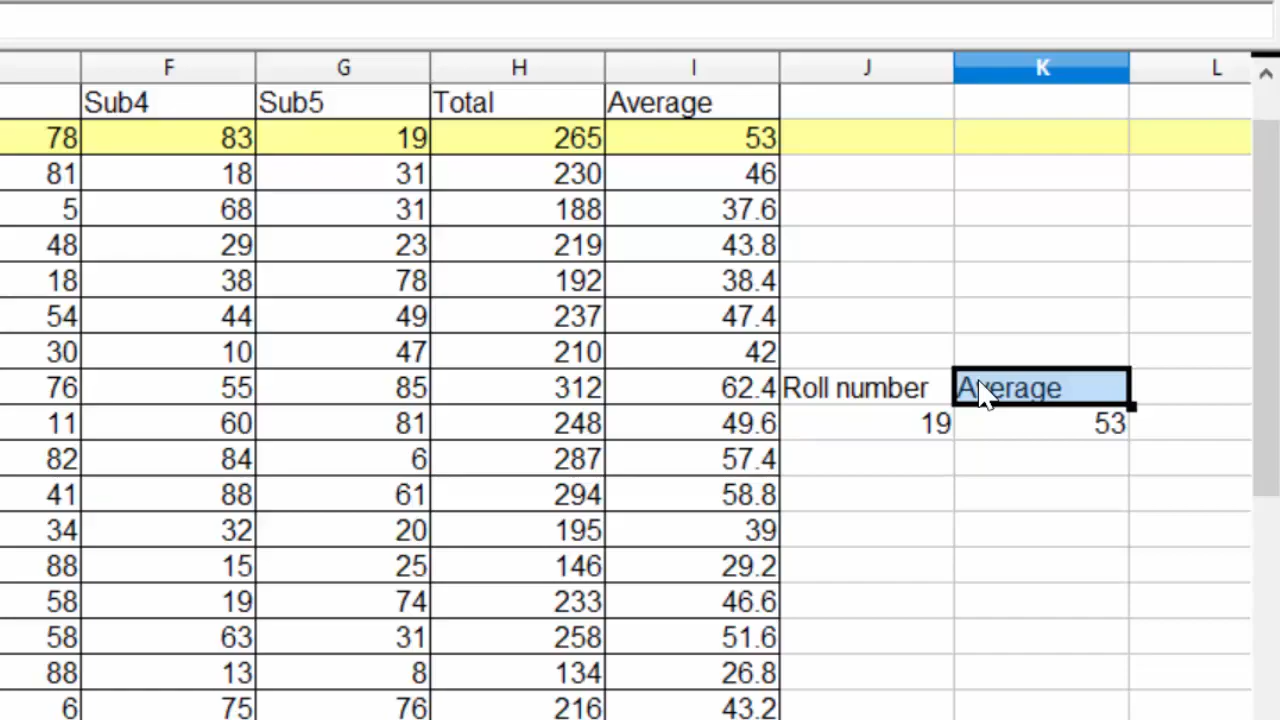 F G H I J K L
Sub4 Sub5 Total Average
78 83 19 265 53
81 18 31 230 46
5 68 31 188 37.6
48 29 23 219 43.8
18 38 78 192 38.4
54 44 49 237 47.4
30 10 47 210 42
76 55 85 312 62.4 Roll number Average
11 60 81 248 49.6 19 53
82 84 6 287 57.4
41 88 61 294 58.8
34 32 20 195 39
88 15 25 146 29.2
58 19 74 233 46.6
58 63 31 258 51.6
88 13 8 134 26.8
6 75 76 216 43.2